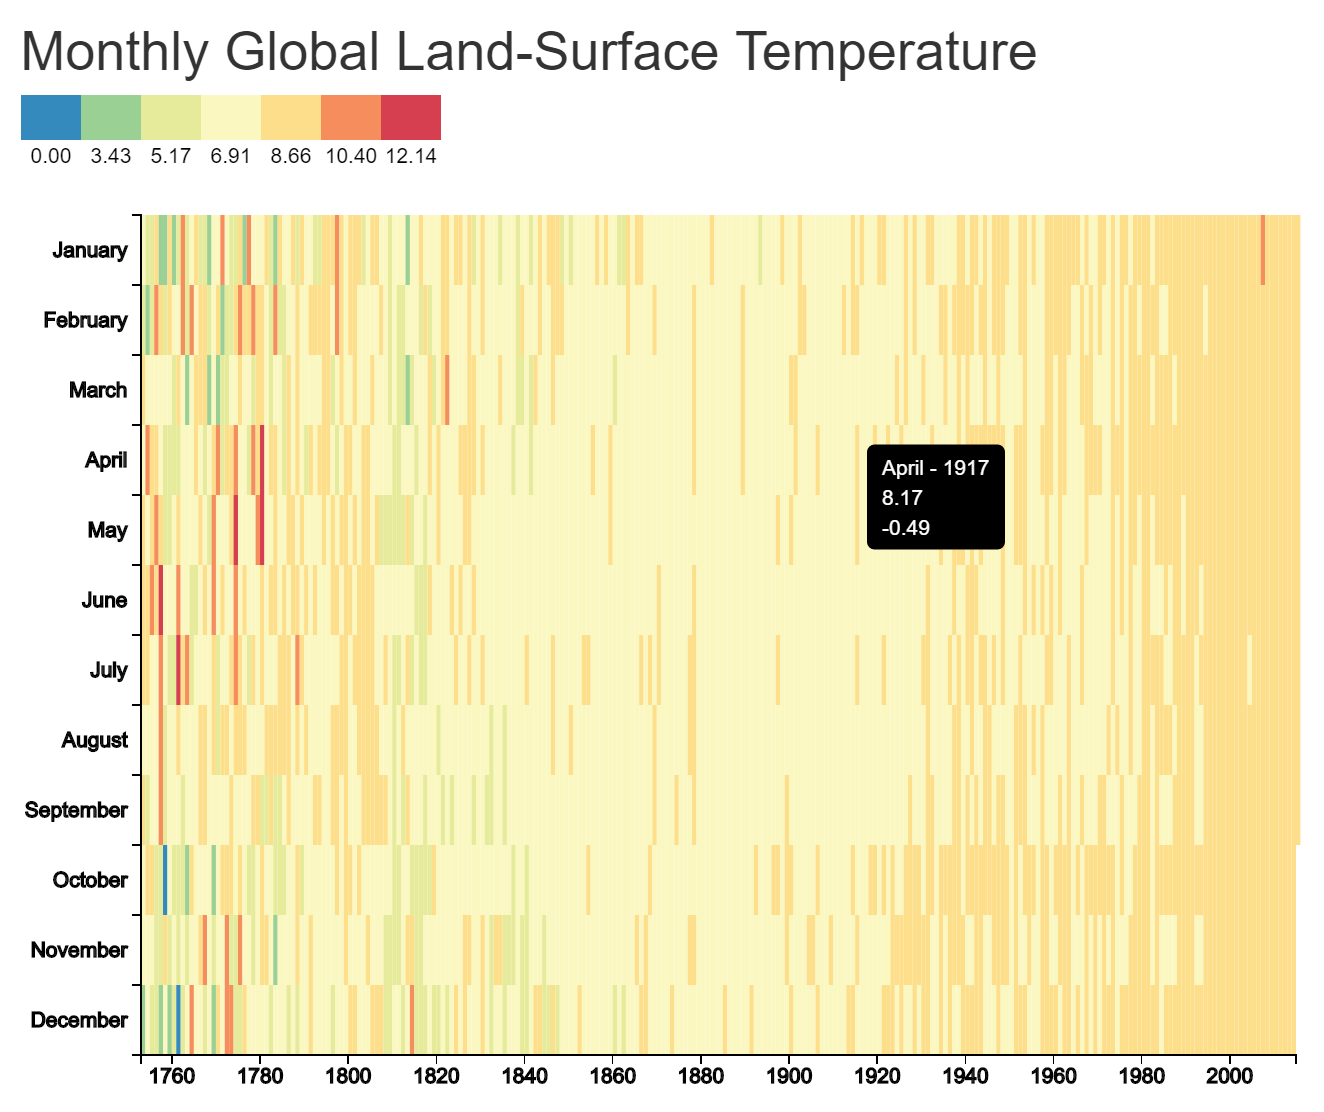 Monthly Global Land-Surface Temperature
0.00 3.43 5.17 6.91 8.66 10.40 12.14
January
February
March
April
May
June
July
August
September
October
November
December
April - 1917
8.17
-0.49
1760 1780 1800 1820 1840 1860 1880 1900 1920 1940 1960 1980 2000